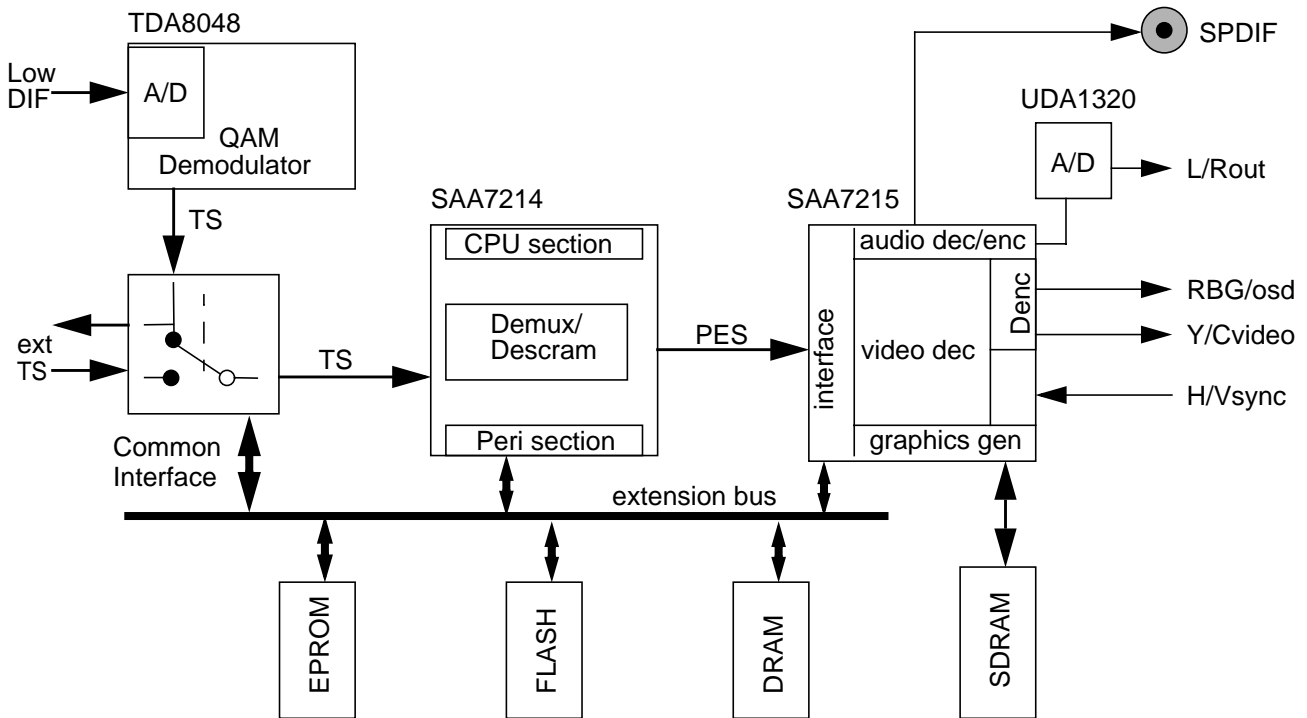 TDA8048
Low
DIF
A/D
QAM
Demodulator
TS
SPDIF
UDA1320
A/D
L/Rout
SAA7214
CPU section
Demux/
Descram
Peri section
SAA7215
audio dec/enc
interface
video dec
Denc
graphics gen
RBG/osd
Y/Cvideo
H/Vsync
ext
TS
TS
PES
Common
Interface
extension bus
EPROM
FLASH
DRAM
SDRAM